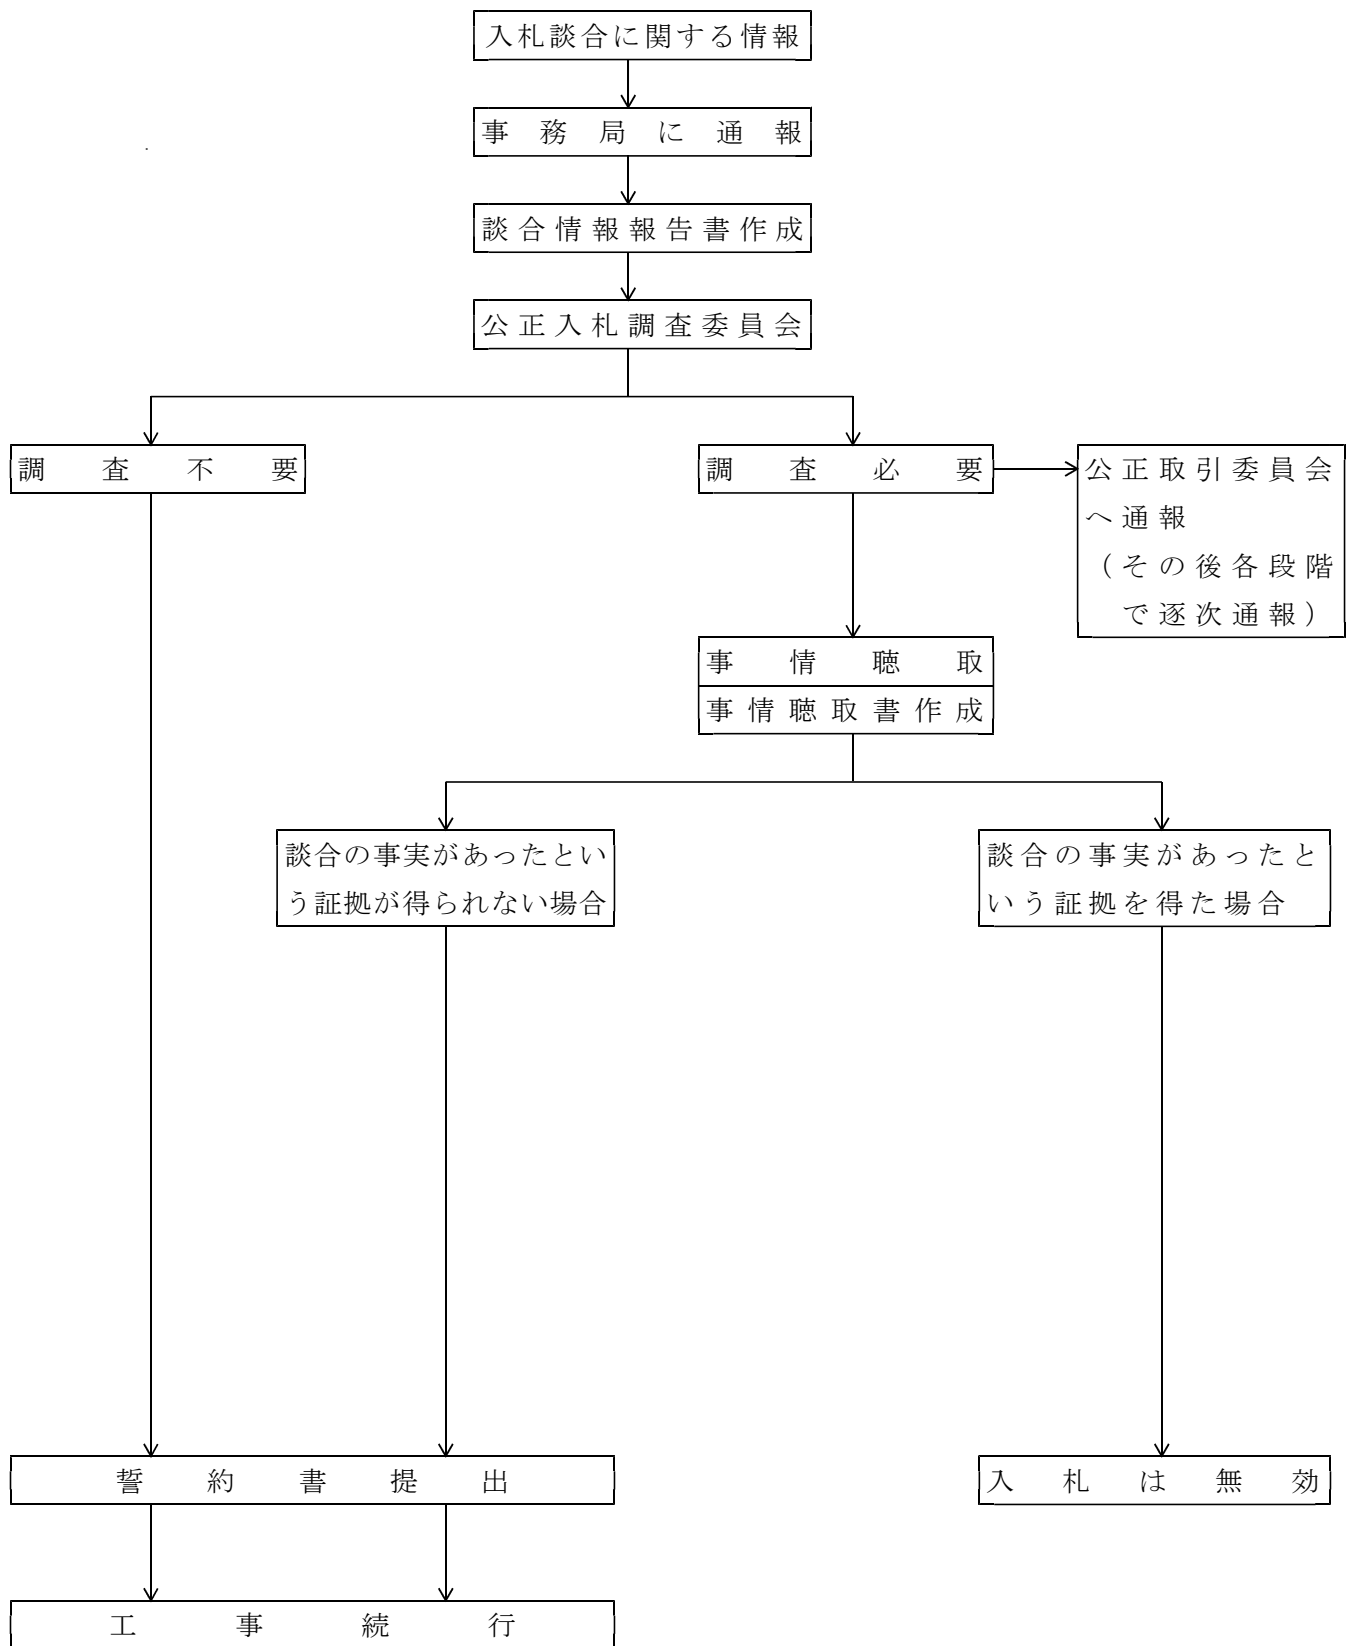 入札談合に関する情報
事務局に通報
談合情報報告書作成
公正入札調査委員会
調査不要
調査必要
公正取引委員会
へ通報
（その後各段階
で逐次通報）
事情聴取
事情聴取書作成
談合の事実があったとい
う証拠が得られない場合
談合の事実があったと
いう証拠を得た場合
誓約書提出
入札は無効
工事続行